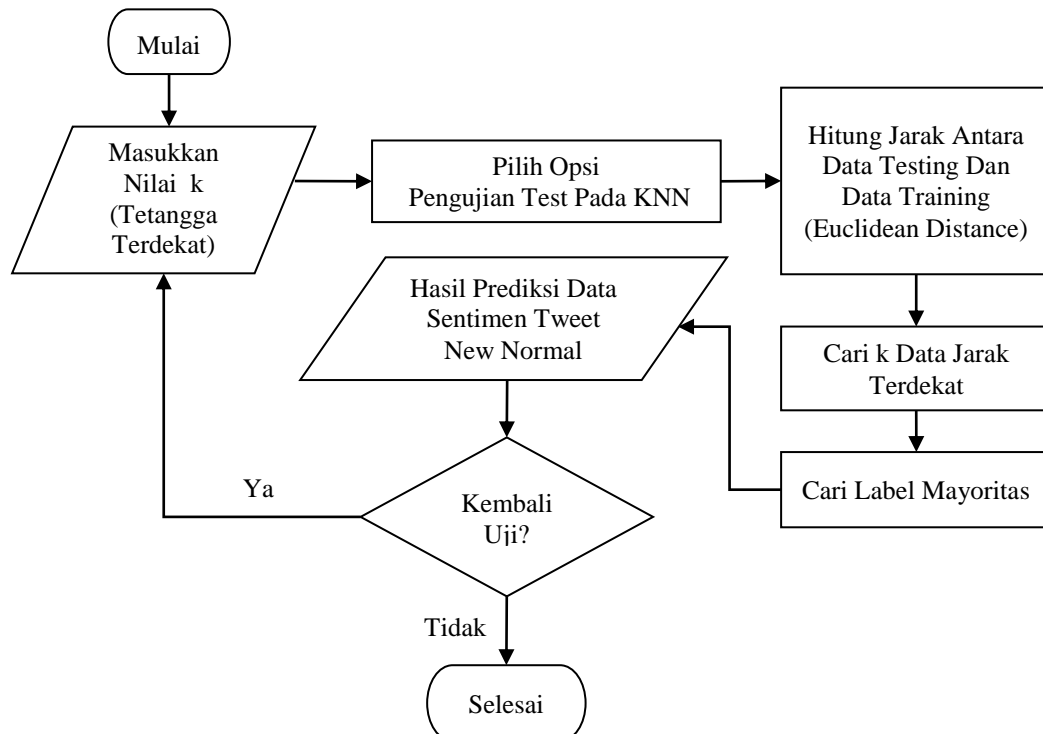 Mulai
Masukkan
Nilai k
(Tetangga
Terdekat)
Pilih Opsi
Pengujian Test Pada KNN
Hitung Jarak Antara
Data Testing Dan
Data Training
(Euclidean Distance)
Cari k Data Jarak
Terdekat
Cari Label Mayoritas
Hasil Prediksi Data
Sentimen Tweet
New Normal
Kembali
Uji?
Ya
Tidak
Selesai